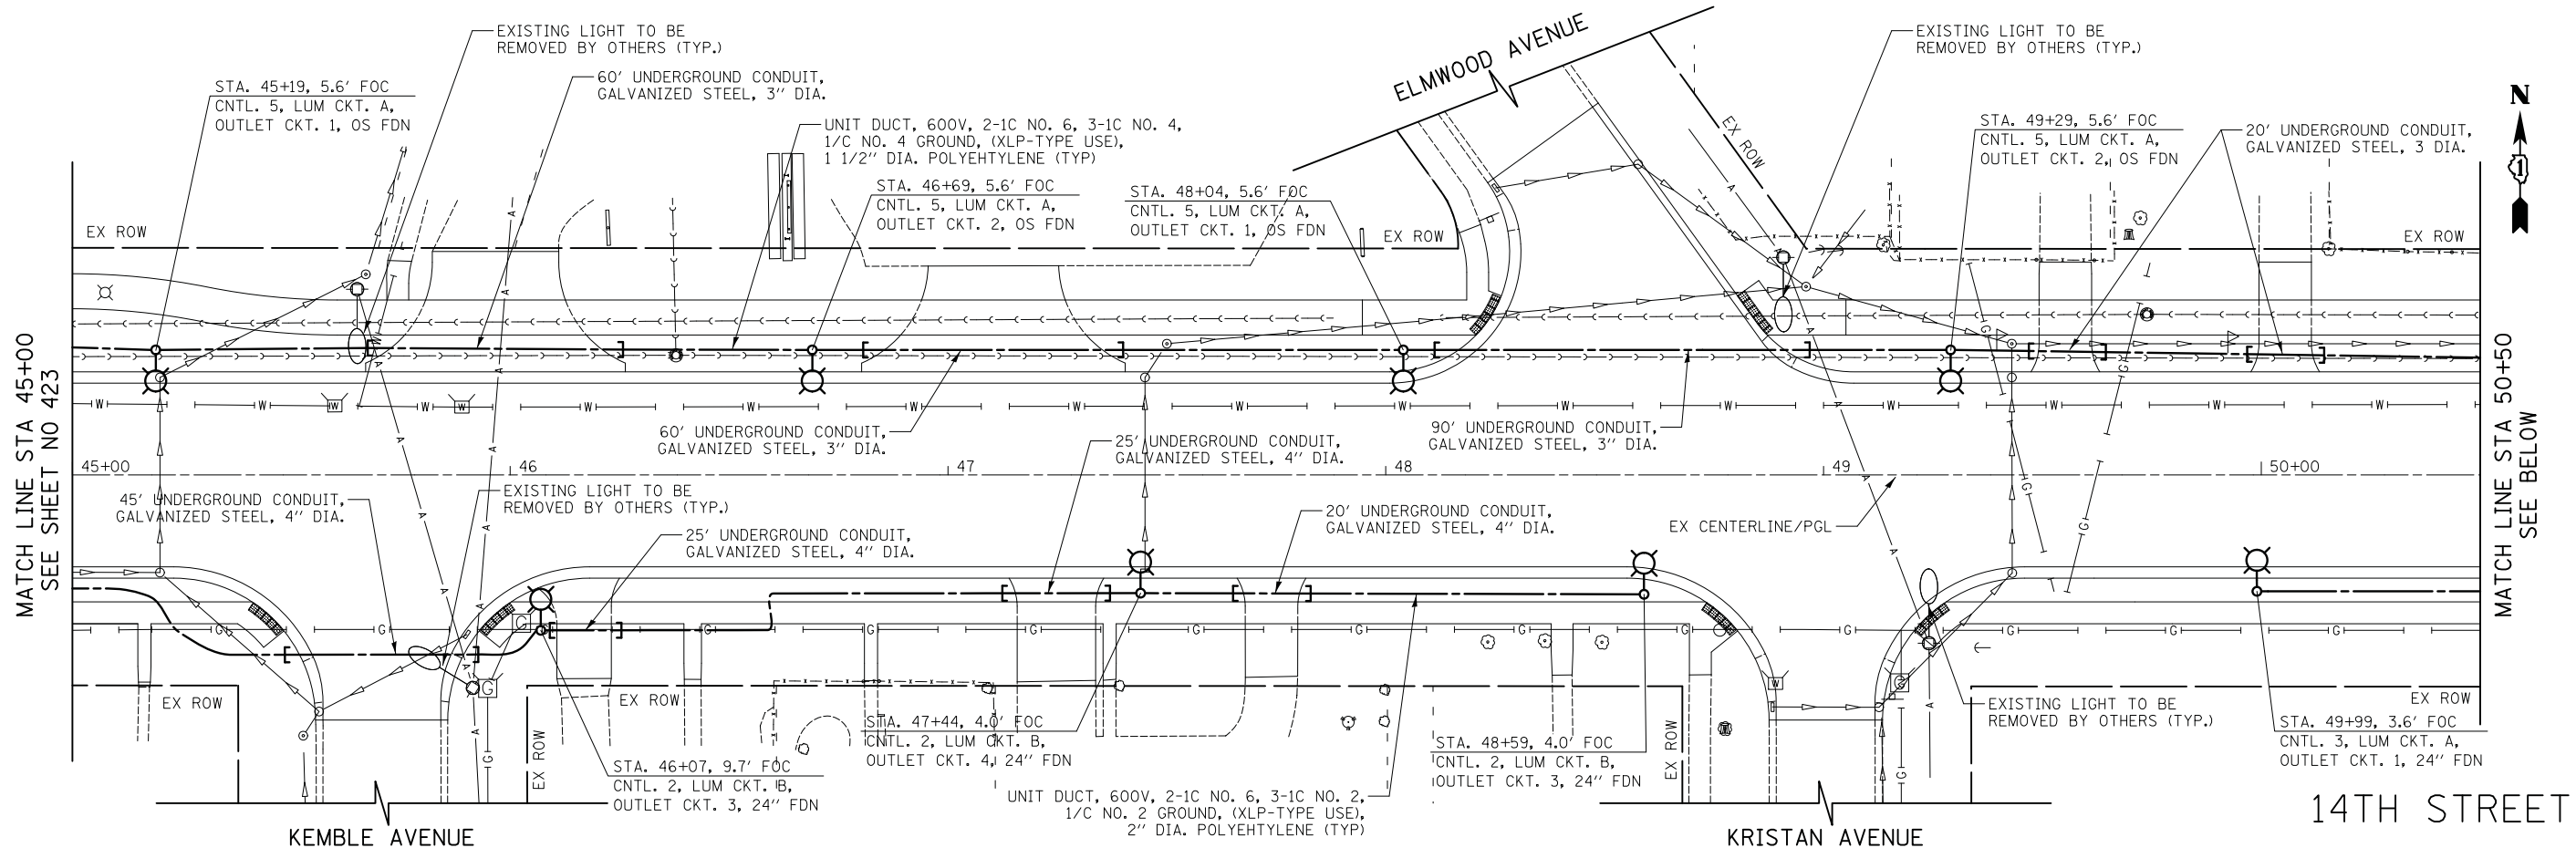 EXISTING LIGHT TO BE
REMOVED BY OTHERS (TYP.)
ELMWOOD AVENUE
EXISTING LIGHT TO BE
REMOVED BY OTHERS (TYP.)
STA. 45+19, 5.6' FOC
CNTL. 5, LUM CKT. A,
OUTLET CKT. 1, OS FDN
60' UNDERGROUND CONDUIT,
GALVANIZED STEEL, 3'' DIA.
UNIT DUCT, 600V, 2-1C NO. 6, 3-1C NO. 4,
1/C NO. 4 GROUND, (XLP-TYPE USE),
1 1/2'' DIA. POLYEHTYLENE (TYP)
STA. 46+69, 5.6' FOC
CNTL. 5, LUM CKT. A,
OUTLET CKT. 2, OS FDN
STA. 48+04, 5.6' FOC
CNTL. 5, LUM CKT. A,
OUTLET CKT. 1, OS FDN
EX ROW
STA. 49+29, 5.6' FOC
CNTL. 5, LUM CKT. A,
OUTLET CKT. 2, OS FDN
20' UNDERGROUND CONDUIT,
GALVANIZED STEEL, 3 DIA.
N
1
EX ROW
EX ROW
EX ROW
MATCH LINE STA 45+00
SEE SHEET NO 423
MATCH LINE STA 50+50
SEE BELOW
W W W W W W W W W W W W W W
60' UNDERGROUND CONDUIT,
GALVANIZED STEEL, 3'' DIA.
25' UNDERGROUND CONDUIT,
GALVANIZED STEEL, 4'' DIA.
90' UNDERGROUND CONDUIT,
GALVANIZED STEEL, 3'' DIA.
45+00 46 47 48 49 50+00
45' UNDERGROUND CONDUIT,
GALVANIZED STEEL, 4'' DIA.
EXISTING LIGHT TO BE
REMOVED BY OTHERS (TYP.)
25' UNDERGROUND CONDUIT,
GALVANIZED STEEL, 4'' DIA.
20' UNDERGROUND CONDUIT,
GALVANIZED STEEL, 4'' DIA.
EX CENTERLINE/PGL
G G G G G G G G G G G G G
EX ROW
EX ROW
EX ROW
EX ROW
EX ROW
STA. 46+07, 9.7' FOC
CNTL. 2, LUM CKT. B,
OUTLET CKT. 3, 24'' FDN
STA. 47+44, 4.0' FOC
CNTL. 2, LUM CKT. B,
OUTLET CKT. 4, 24'' FDN
UNIT DUCT, 600V, 2-1C NO. 6, 3-1C NO. 2,
1/C NO. 2 GROUND, (XLP-TYPE USE),
2'' DIA. POLYEHTYLENE (TYP)
STA. 48+59, 4.0' FOC
CNTL. 2, LUM CKT. B,
OUTLET CKT. 3, 24'' FDN
EXISTING LIGHT TO BE
REMOVED BY OTHERS (TYP.)
STA. 49+99, 3.6' FOC
CNTL. 3, LUM CKT. A,
OUTLET CKT. 1, 24'' FDN
KEMBLE AVENUE
KRISTAN AVENUE
14TH STREET